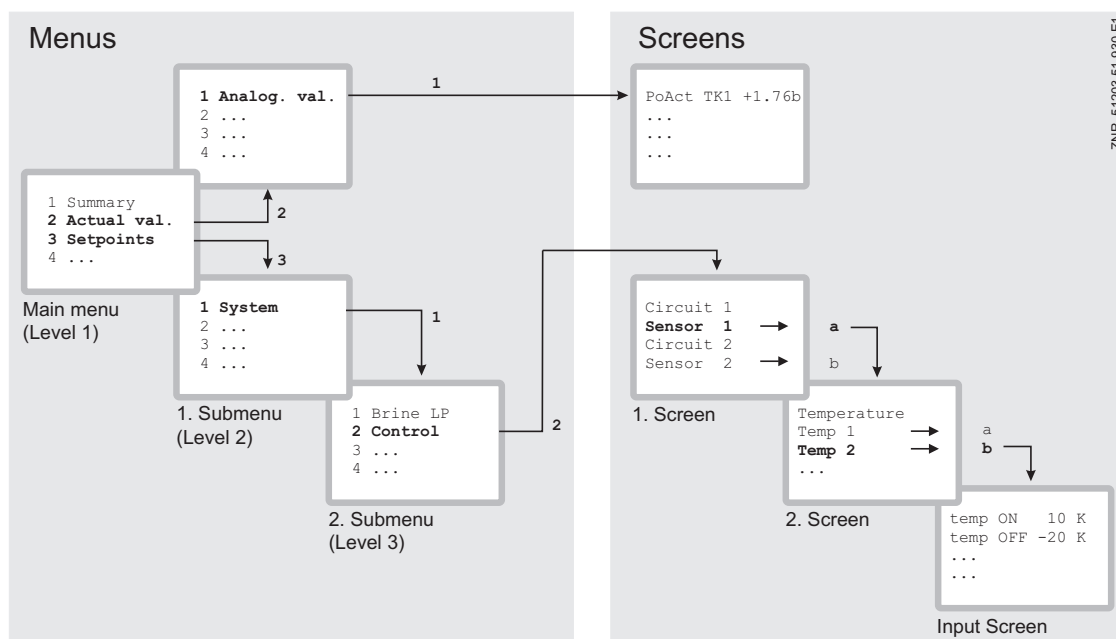 Menus
1 Analog. val.
2 ...
3 ...
4 ...
1
1 Summary
2 Actual val.
3 Setpoints
4 ...
2
3
Main menu
(Level 1)
1 System
2 ...
3 ...
4 ...
1
1. Submenu
(Level 2)
1 Brine LP
2 Control
3 ...
4 ...
2
2. Submenu
(Level 3)
Screens
PoAct TK1 +1.76b
...
...
...
Circuit 1
Sensor 1
Circuit 2
Sensor 2
a
b
1. Screen
Temperature
Temp 1
Temp 2
...
a
b
2. Screen
temp ON 10 K
temp OFF -20 K
...
...
Input Screen